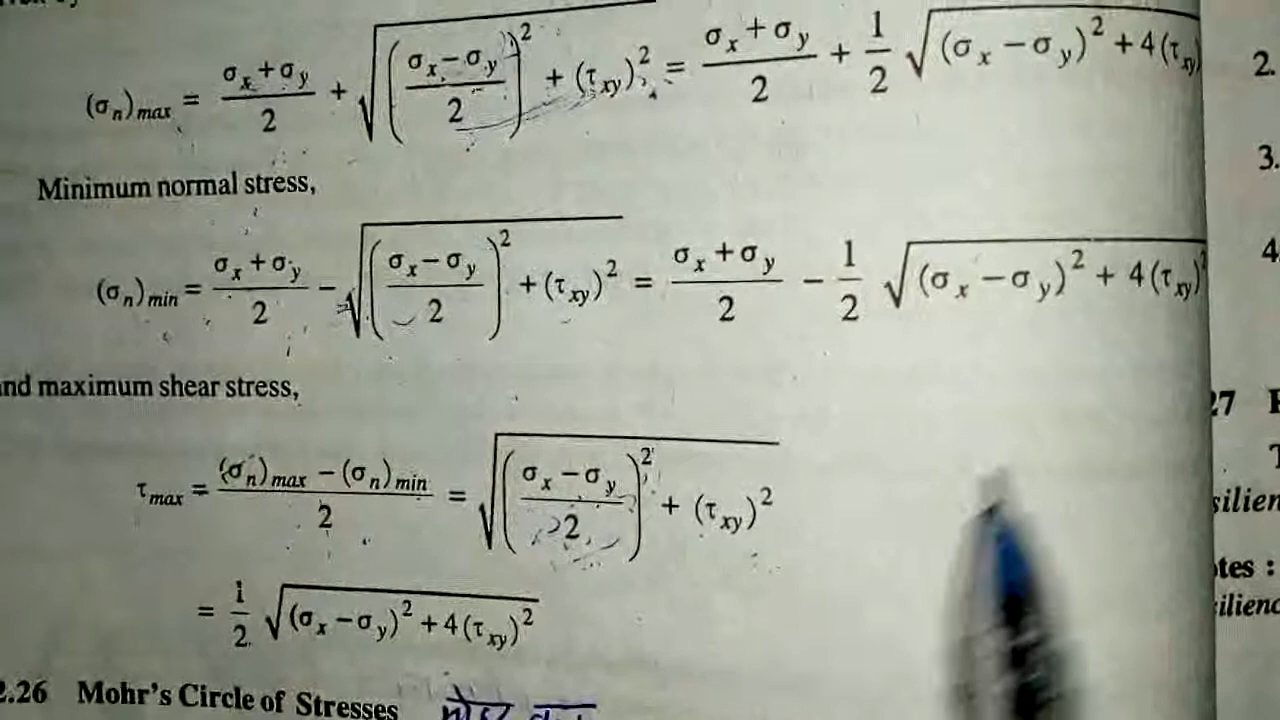 (σn)max = σx+σy/2 + √((σx−σy/2)² + (τxy)²) = σx+σy/2 + 1/2 √((σx−σy)² + 4(τxy)
Minimum normal stress,
(σn)min = σx+σy/2 − √((σx−σy/2)² + (τxy)²) = σx+σy/2 − 1/2 √((σx−σy)² + 4(τxy)²
and maximum shear stress,
τmax = (σn)max − (σn)min/2 = √((σx−σy/2)² + (τxy)²)
= 1/2 √((σx−σy)² + 4(τxy)²)
2.26 Mohr's Circle of Stresses
2.
3.
4.
27
silien
tes :
silienc